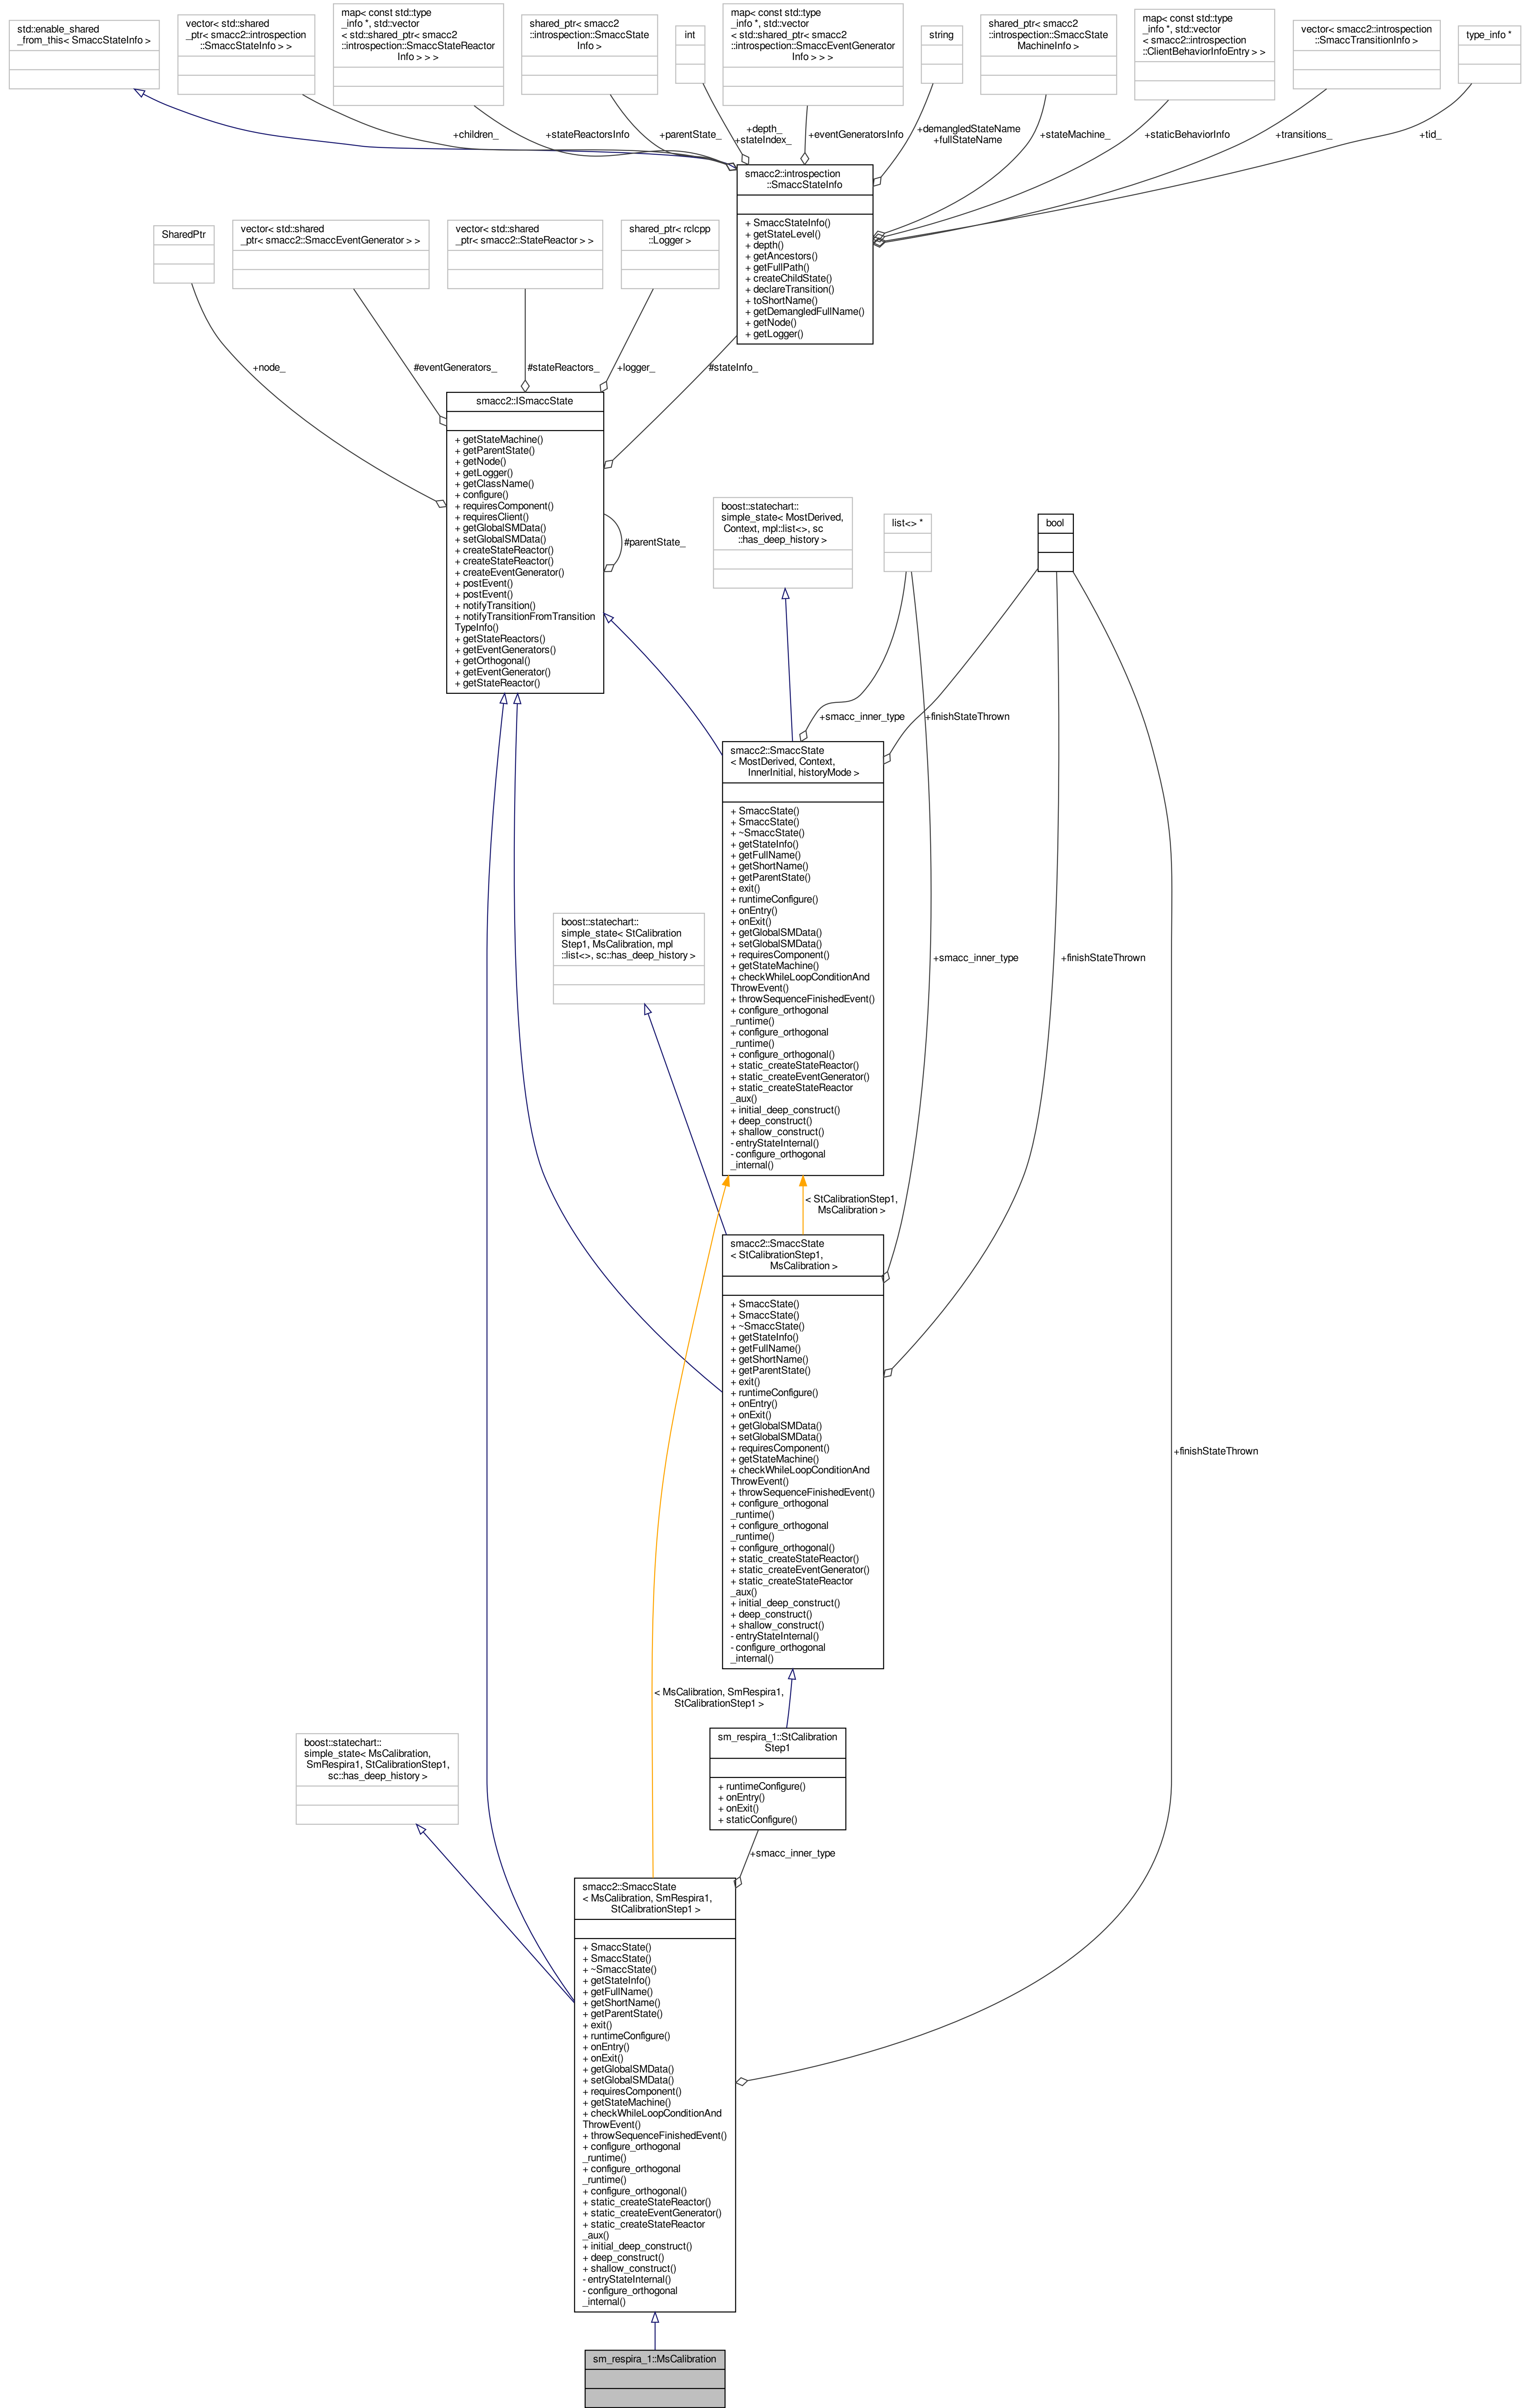 std::enable_shared
_from_this< SmaccStateInfo >
vector< std::shared
_ptr< smacc2::introspection
::SmaccStateInfo > >
map< const std::type
_info *, std::vector
< std::shared_ptr< smacc2
::introspection::SmaccStateReactor
Info > > >
shared_ptr< smacc2
::introspection::SmaccState
Info >
int
map< const std::type
_info *, std::vector
< std::shared_ptr< smacc2
::introspection::SmaccEventGenerator
Info > > >
string
shared_ptr< smacc2
::introspection::SmaccState
MachineInfo >
map< const std::type
_info *, std::vector
< smacc2::introspection
::ClientBehaviorInfoEntry > >
vector< smacc2::introspection
::SmaccTransitionInfo >
type_info *
+children_
+stateReactorsInfo
+parentState_
+depth_
+stateIndex_
+eventGeneratorsInfo
+demangledStateName
+fullStateName
+stateMachine_
+staticBehaviorInfo
+transitions_
+tid_
smacc2::introspection
::SmaccStateInfo
+ SmaccStateInfo()
+ getStateLevel()
+ depth()
+ getAncestors()
+ getFullPath()
+ createChildState()
+ declareTransition()
+ toShortName()
+ getDemangledFullName()
+ getNode()
+ getLogger()
SharedPtr
vector< std::shared
_ptr< smacc2::SmaccEventGenerator > >
vector< std::shared
_ptr< smacc2::StateReactor > >
shared_ptr< rclcpp
::Logger >
+node_
#eventGenerators_
#stateReactors_
+logger_
#stateInfo_
smacc2::ISmaccState
+ getStateMachine()
+ getParentState()
+ getNode()
+ getLogger()
+ getClassName()
+ configure()
+ requiresComponent()
+ requiresClient()
+ getGlobalSMData()
+ setGlobalSMData()
+ createStateReactor()
+ createStateReactor()
+ createEventGenerator()
+ postEvent()
+ postEvent()
+ notifyTransition()
+ notifyTransitionFromTransition
TypeInfo()
+ getStateReactors()
+ getEventGenerators()
+ getOrthogonal()
+ getEventGenerator()
+ getStateReactor()
#parentState_
boost::statechart::
simple_state< MostDerived,
Context, mpl::list<>, sc
::has_deep_history >
list<> *
bool
+smacc_inner_type
+finishStateThrown
smacc2::SmaccState
< MostDerived, Context,
InnerInitial, historyMode >
+ SmaccState()
+ SmaccState()
+ ~SmaccState()
+ getStateInfo()
+ getFullName()
+ getShortName()
+ getParentState()
+ exit()
+ runtimeConfigure()
+ onEntry()
+ onExit()
+ getGlobalSMData()
+ setGlobalSMData()
+ requiresComponent()
+ getStateMachine()
+ checkWhileLoopConditionAnd
ThrowEvent()
+ throwSequenceFinishedEvent()
+ configure_orthogonal
_runtime()
+ configure_orthogonal
_runtime()
+ configure_orthogonal()
+ static_createStateReactor()
+ static_createEventGenerator()
+ static_createStateReactor
_aux()
+ initial_deep_construct()
+ deep_construct()
+ shallow_construct()
- entryStateInternal()
- configure_orthogonal
_internal()
boost::statechart::
simple_state< StCalibration
Step1, MsCalibration, mpl
::list<>, sc::has_deep_history >
+smacc_inner_type
+finishStateThrown
< StCalibrationStep1,
MsCalibration >
smacc2::SmaccState
< StCalibrationStep1,
MsCalibration >
+ SmaccState()
+ SmaccState()
+ ~SmaccState()
+ getStateInfo()
+ getFullName()
+ getShortName()
+ getParentState()
+ exit()
+ runtimeConfigure()
+ onEntry()
+ onExit()
+ getGlobalSMData()
+ setGlobalSMData()
+ requiresComponent()
+ getStateMachine()
+ checkWhileLoopConditionAnd
ThrowEvent()
+ throwSequenceFinishedEvent()
+ configure_orthogonal
_runtime()
+ configure_orthogonal
_runtime()
+ configure_orthogonal()
+ static_createStateReactor()
+ static_createEventGenerator()
+ static_createStateReactor
_aux()
+ initial_deep_construct()
+ deep_construct()
+ shallow_construct()
- entryStateInternal()
- configure_orthogonal
_internal()
+finishStateThrown
< MsCalibration, SmRespira1,
StCalibrationStep1 >
sm_respira_1::StCalibration
Step1
+ runtimeConfigure()
+ onEntry()
+ onExit()
+ staticConfigure()
boost::statechart::
simple_state< MsCalibration,
SmRespira1, StCalibrationStep1,
sc::has_deep_history >
+smacc_inner_type
smacc2::SmaccState
< MsCalibration, SmRespira1,
StCalibrationStep1 >
+ SmaccState()
+ SmaccState()
+ ~SmaccState()
+ getStateInfo()
+ getFullName()
+ getShortName()
+ getParentState()
+ exit()
+ runtimeConfigure()
+ onEntry()
+ onExit()
+ getGlobalSMData()
+ setGlobalSMData()
+ requiresComponent()
+ getStateMachine()
+ checkWhileLoopConditionAnd
ThrowEvent()
+ throwSequenceFinishedEvent()
+ configure_orthogonal
_runtime()
+ configure_orthogonal
_runtime()
+ configure_orthogonal()
+ static_createStateReactor()
+ static_createEventGenerator()
+ static_createStateReactor
_aux()
+ initial_deep_construct()
+ deep_construct()
+ shallow_construct()
- entryStateInternal()
- configure_orthogonal
_internal()
sm_respira_1::MsCalibration